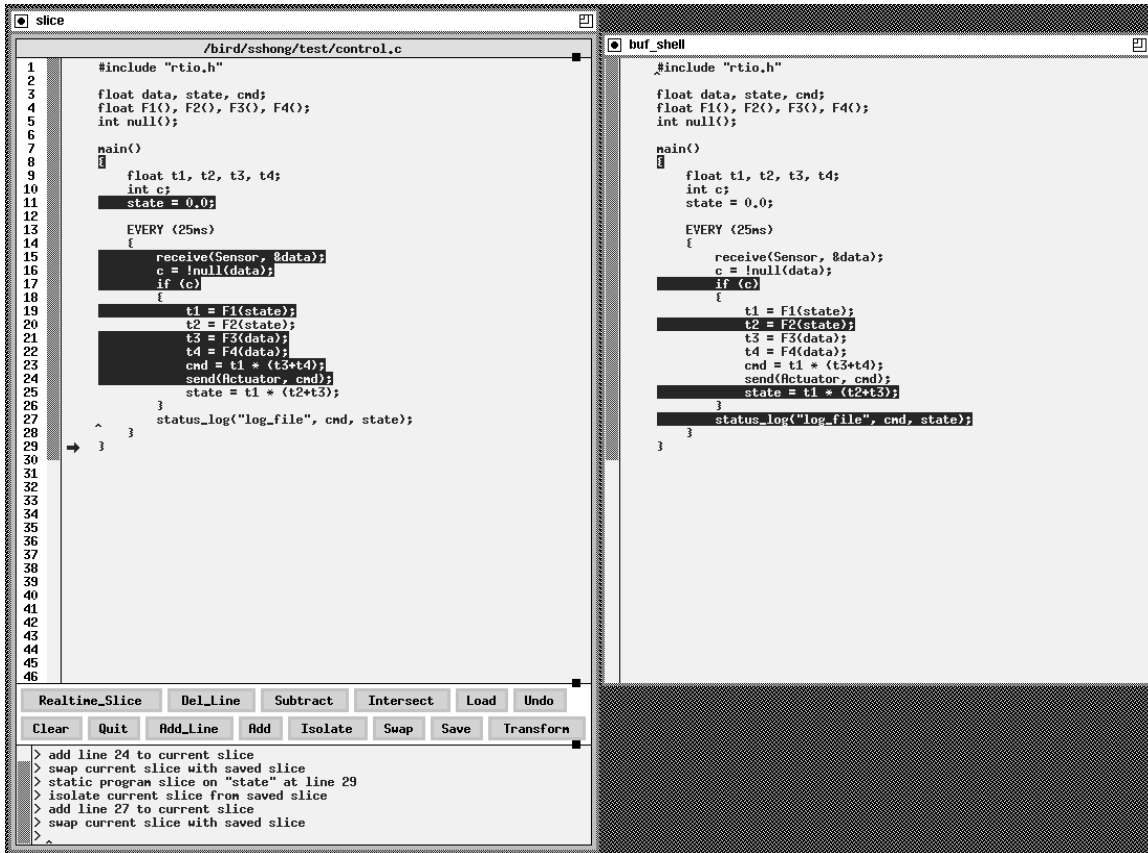 slice
/bird/sshong/test/control.c
1 #include "rtio.h"
2
3 float data, state, cmd;
4 float F1(), F2(), F3(), F4();
5 int null();
6
7 main()
8 {
9 float t1, t2, t3, t4;
10 int c;
11 state = 0.0;
12
13 EVERY (25ms)
14 {
15 receive(Sensor, &data);
16 c = !null(data);
17 if (c)
18 {
19 t1 = F1(state);
20 t2 = F2(state);
21 t3 = F3(data);
22 t4 = F4(data);
23 cmd = t1 * (t3+t4);
24 send(Actuator, cmd);
25 state = t1 * (t2+t3);
26 }
27 status_log("log_file", cmd, state);
28 }
29 }
30
31
32
33
34
35
36
37
38
39
40
41
42
43
44
45
46
Realtime_Slice Del_Line Subtract Intersect Load Undo
Clear Quit Add_Line Add Isolate Swap Save Transform
> add line 24 to current slice
> swap current slice with saved slice
> static program slice on "state" at line 29
> isolate current slice from saved slice
> add line 27 to current slice
> swap current slice with saved slice
>
buf_shell
#include "rtio.h"
float data, state, cmd;
float F1(), F2(), F3(), F4();
int null();
main()
{
float t1, t2, t3, t4;
int c;
state = 0.0;
EVERY (25ms)
{
receive(Sensor, &data);
c = !null(data);
if (c)
{
t1 = F1(state);
t2 = F2(state);
t3 = F3(data);
t4 = F4(data);
cmd = t1 * (t3+t4);
send(Actuator, cmd);
state = t1 * (t2+t3);
}
status_log("log_file", cmd, state);
}
}